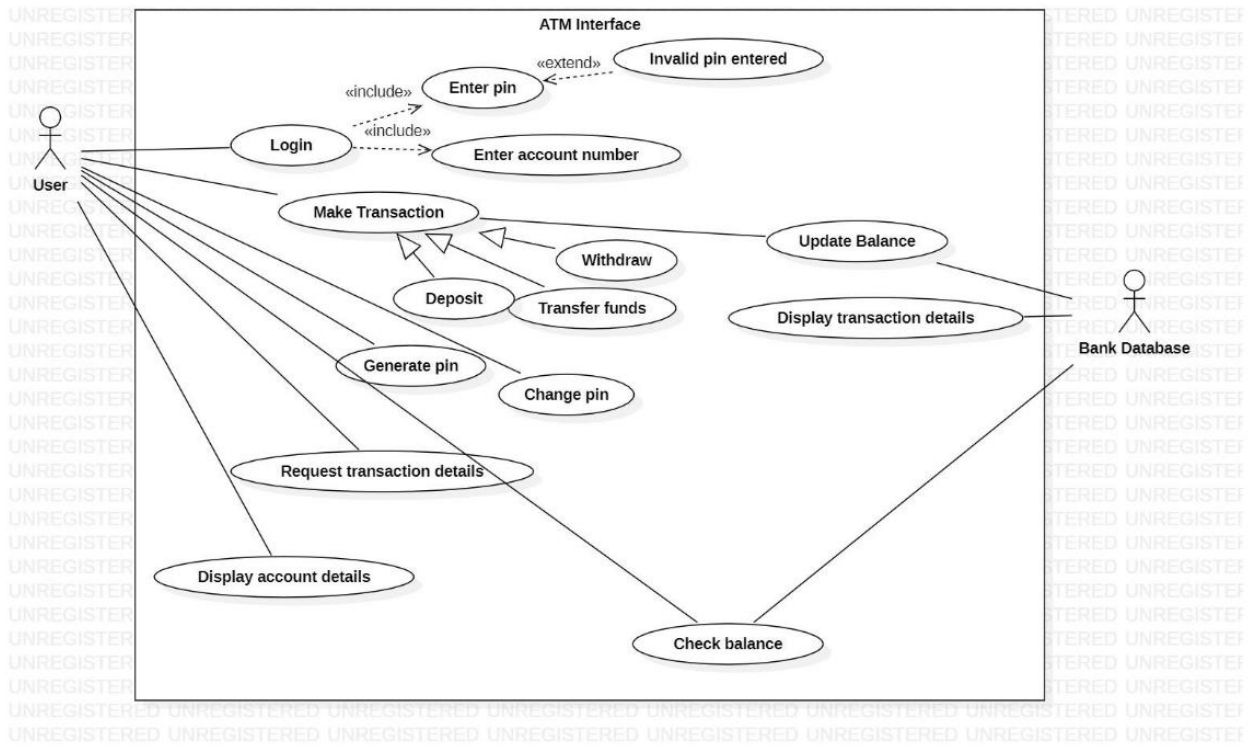 ATM Interface
Invalid pin entered
«extend»
Enter pin
«include»
«include»
Login
Enter account number
User
Make Transaction
Update Balance
Withdraw
Deposit
Transfer funds
Display transaction details
Bank Database
Generate pin
Change pin
Request transaction details
Display account details
Check balance
UNREGISTERED UNREGISTERED UNREGISTERED UNREGISTERED UNREGISTERED UNREGISTERED UNREGISTERED